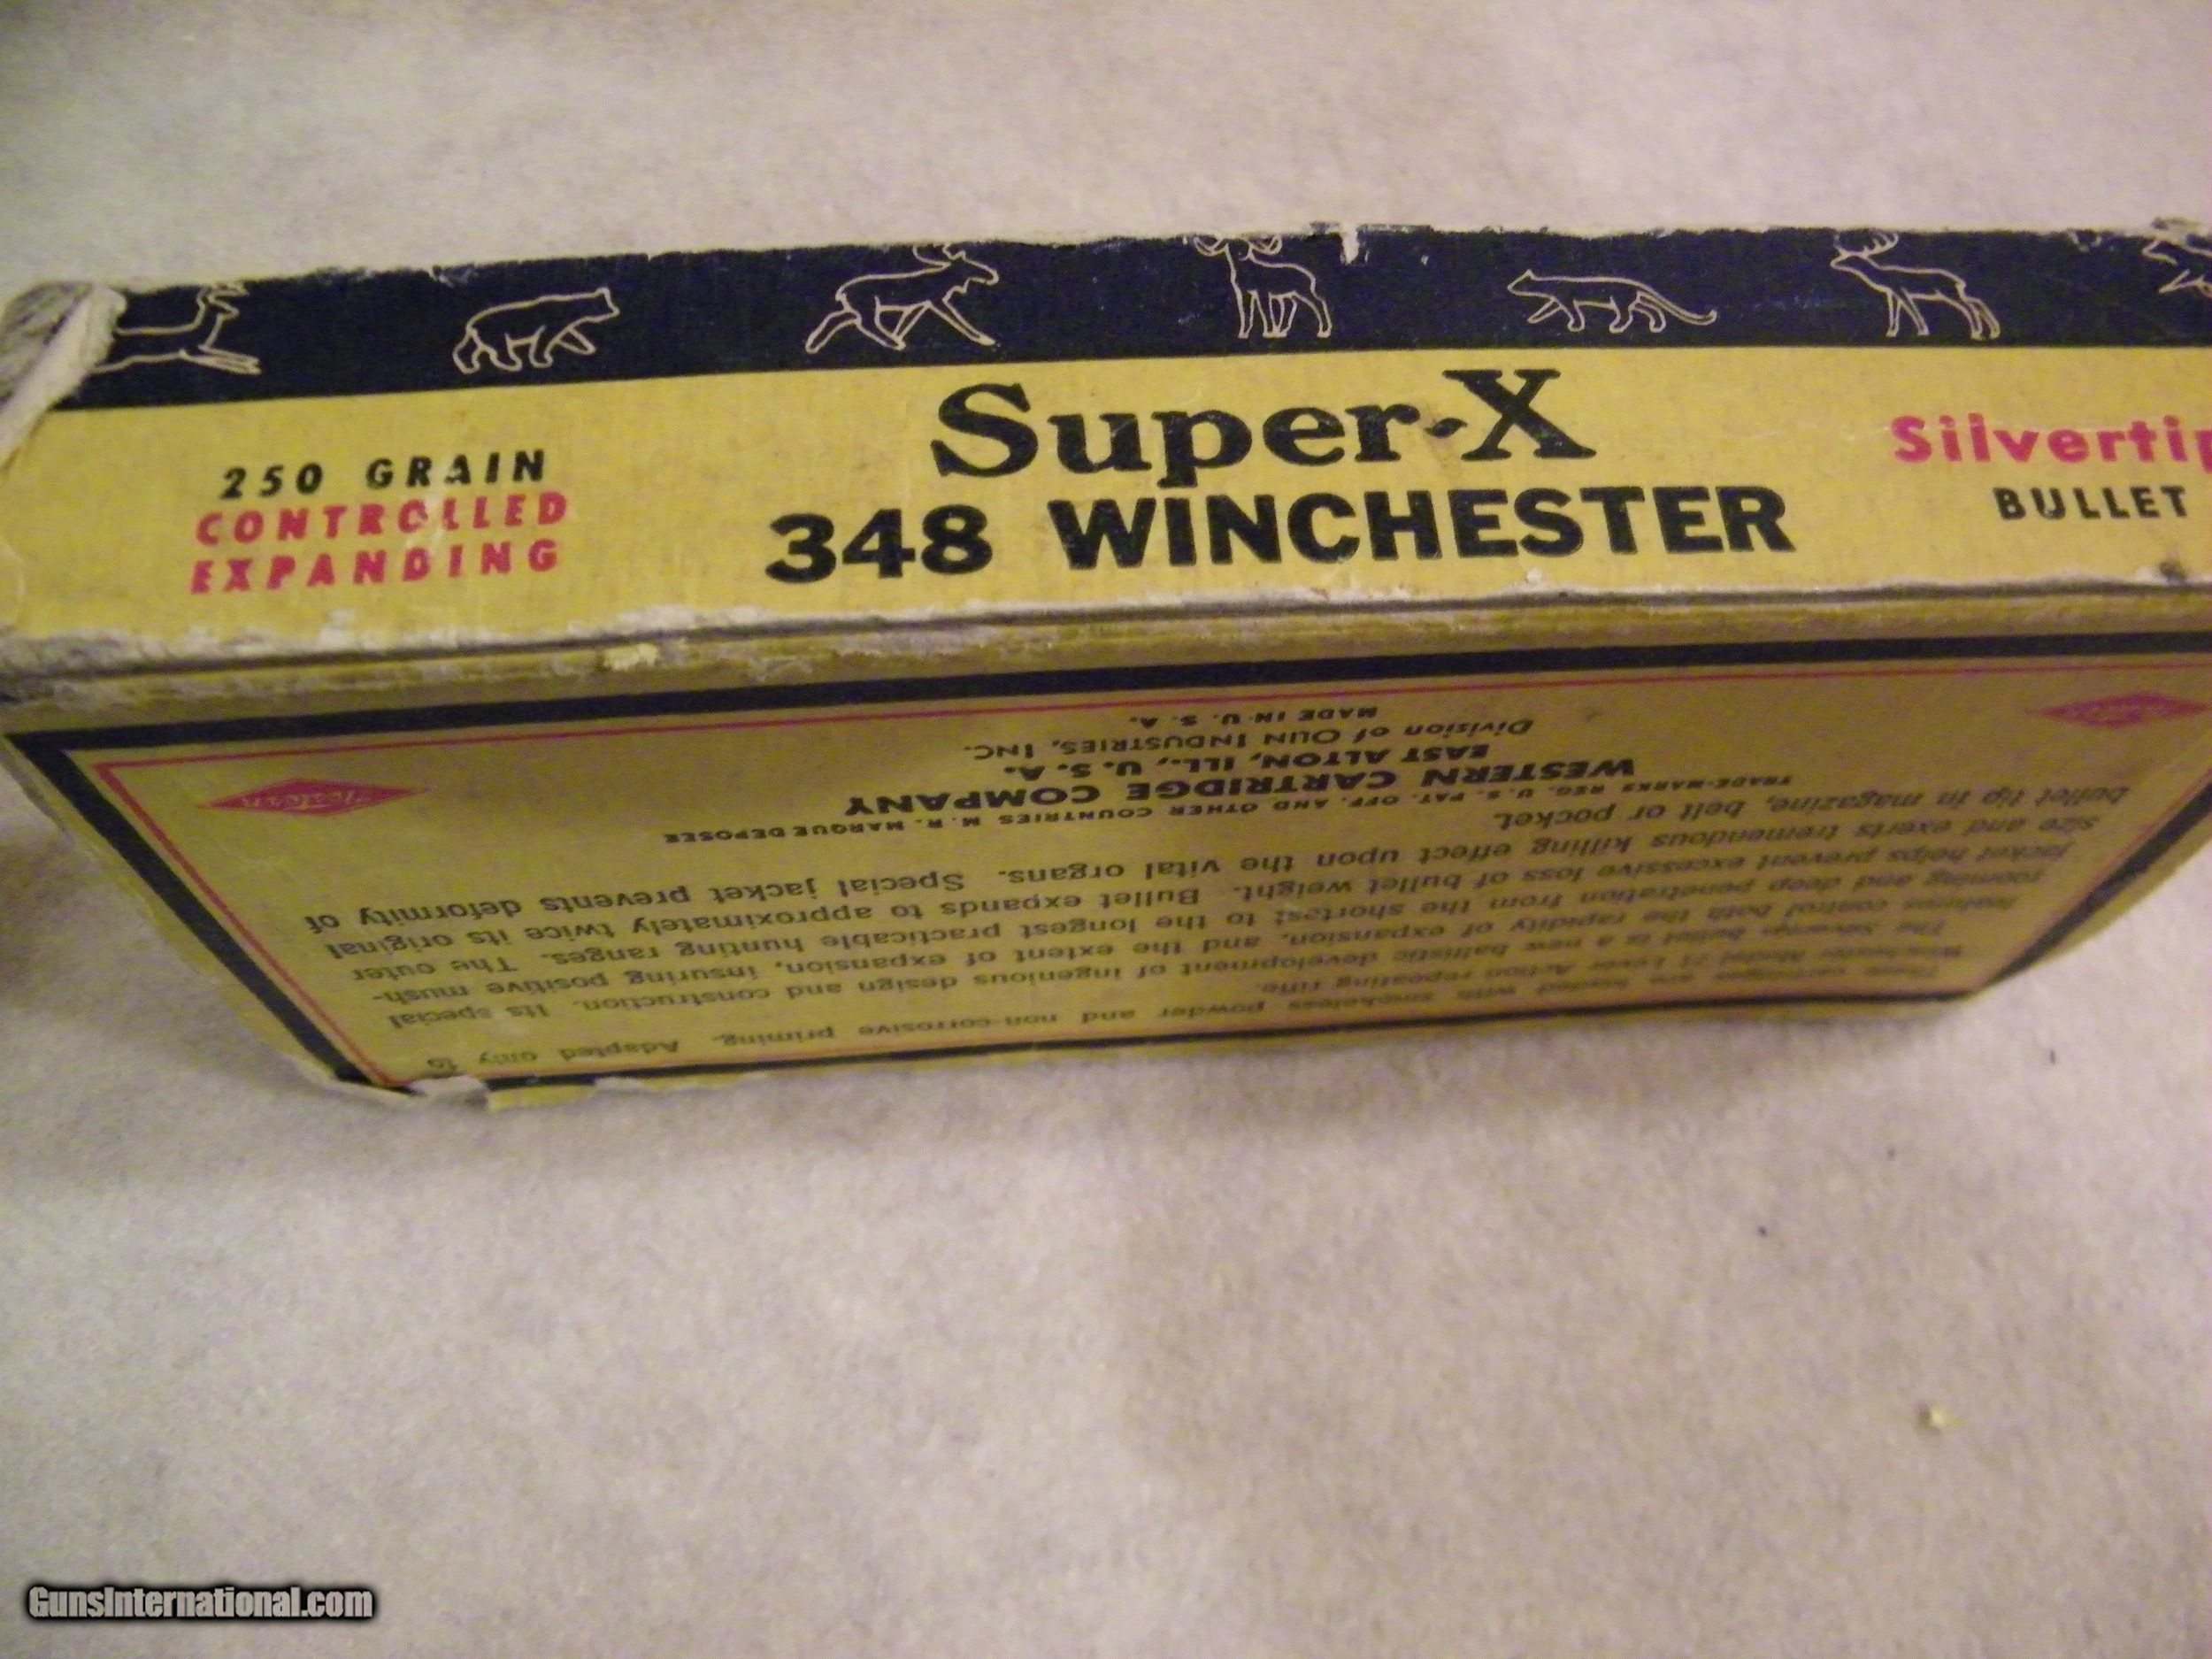 Super-X
348 WINCHESTER
250 GRAIN
CONTROLLED
EXPANDING
Silvertip
BULLET
These cartridges are loaded with smokeless powder and non-corrosive priming. Adapted only to
Winchester Model 71 Lever Action repeating rifle.
The Silvertip bullet is a new ballistic development of ingenious design and construction. Its special
features control both the rapidity of expansion, and the extent of expansion, insuring positive mush-
rooming and deep penetration from the shortest to the longest practicable hunting ranges. The outer
jacket helps prevent excessive loss of bullet weight. Bullet expands to approximately twice its original
size and exerts tremendous killing effect upon the vital organs. Special jacket prevents deformity of
bullet tip in magazine, belt or pocket.
TRADE-MARKS REG. U. S. PAT. OFF. AND OTHER COUNTRIES M. R. MARQUE DEPOSEE
WESTERN CARTRIDGE COMPANY
EAST ALTON, ILL., U. S. A.
Division of OLIN INDUSTRIES, INC.
MADE IN U. S. A.
Western
GunsInternational.com